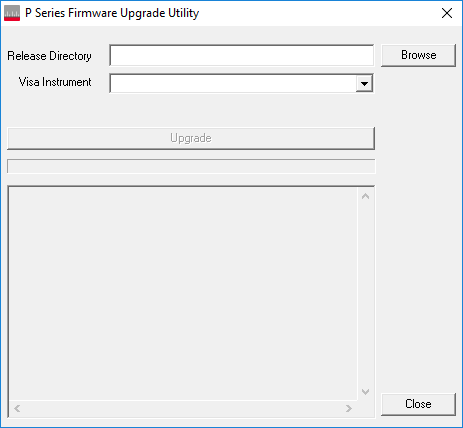 P Series Firmware Upgrade Utility
Release Directory
Browse
Visa Instrument
Upgrade
Close